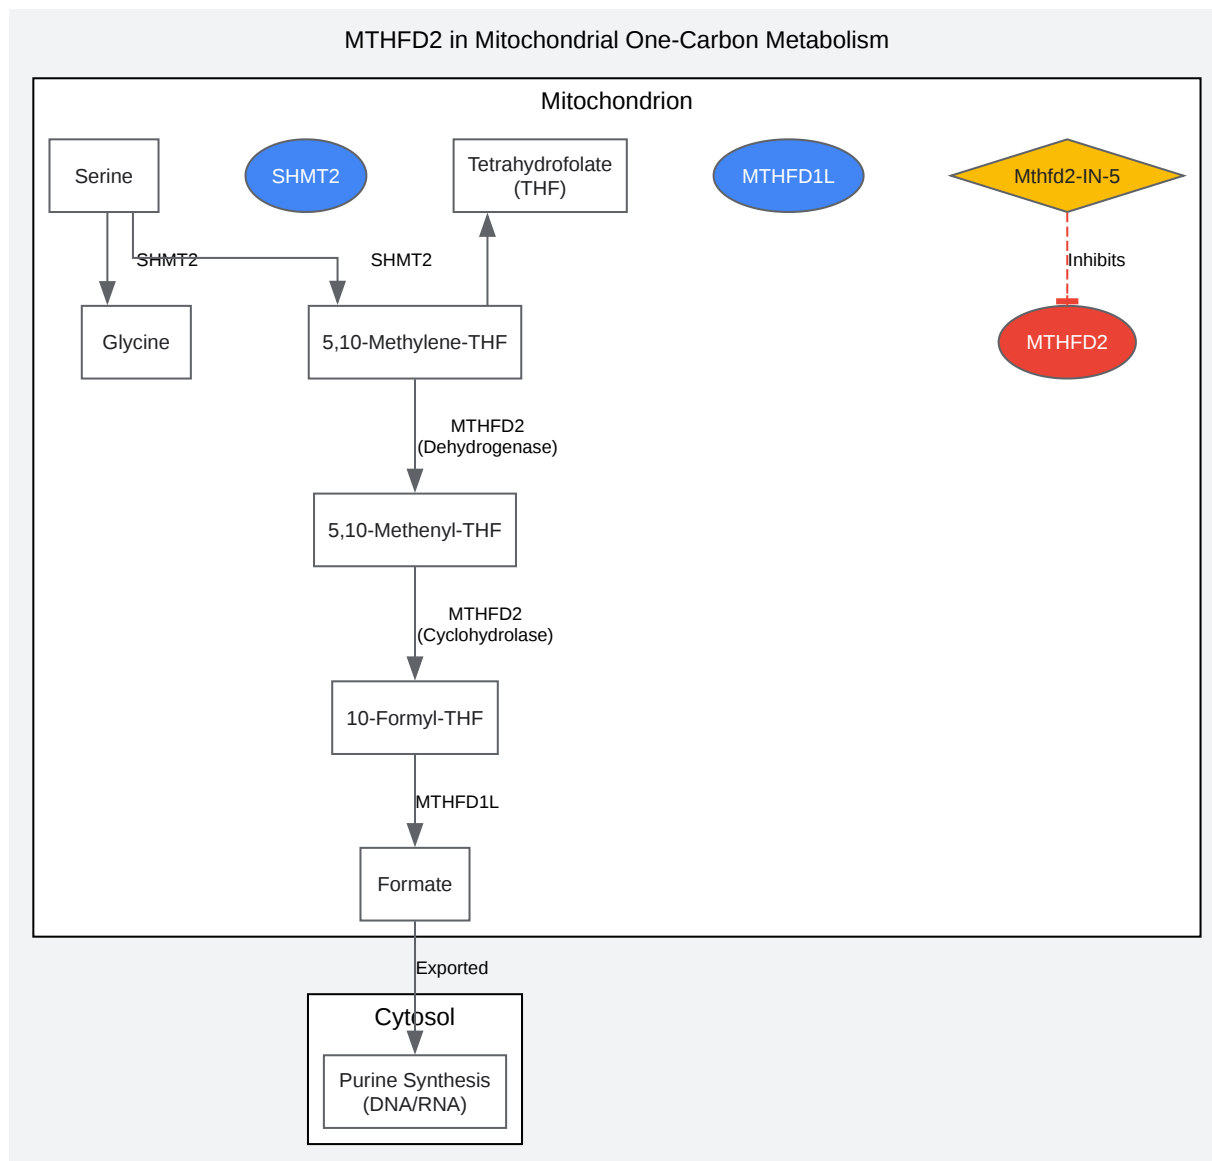 MTHFD2 in Mitochondrial One-Carbon Metabolism
Mitochondrion
Serine
SHMT2
Tetrahydrofolate
(THF)
MTHFD1L
Mthfd2-IN-5
SHMT2
SHMT2
Inhibits
Glycine
5,10-Methylene-THF
MTHFD2
MTHFD2
(Dehydrogenase)
5,10-Methenyl-THF
MTHFD2
(Cyclohydrolase)
10-Formyl-THF
MTHFD1L
Formate
Exported
Cytosol
Purine Synthesis
(DNA/RNA)